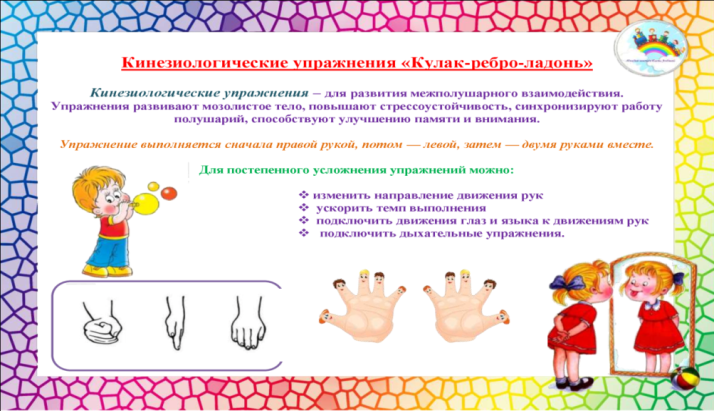 Кинезиологические упражнения «Кулак-ребро-ладонь»
Кинезиологические упражнения – для развития межполушарного взаимодействия.
Упражнения развивают мозолистое тело, повышают стрессоустойчивость, синхронизируют работу
полушарий, способствуют улучшению памяти и внимания.
Упражнение выполняется сначала правой рукой, потом — левой, затем — двумя руками вместе.
Для постепенного усложнения упражнений можно:
❖ изменить направление движения рук
❖ ускорить темп выполнения
❖ подключить движения глаз и языка к движениям рук
❖ подключить дыхательные упражнения.